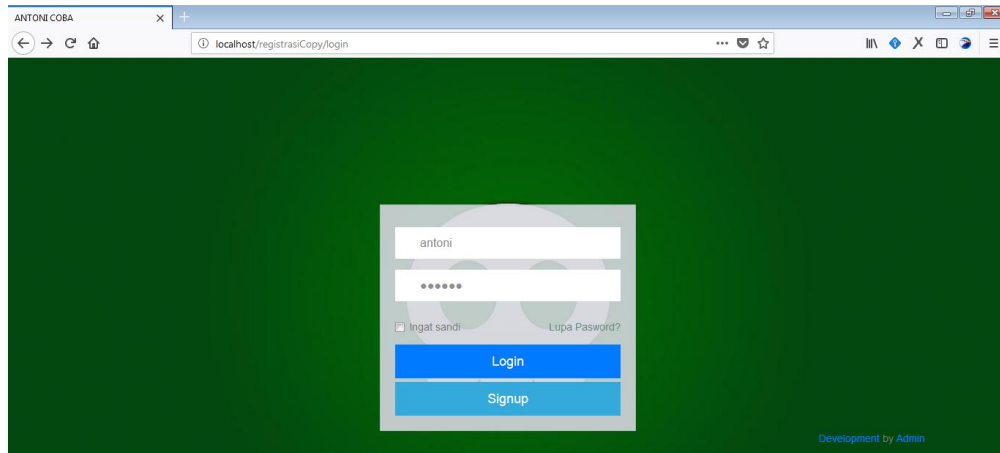 ANTONI COBA
localhost/registrasiCopy/login
antoni
Ingat sandi
Lupa Pasword?
Login
Signup
Development by Admin